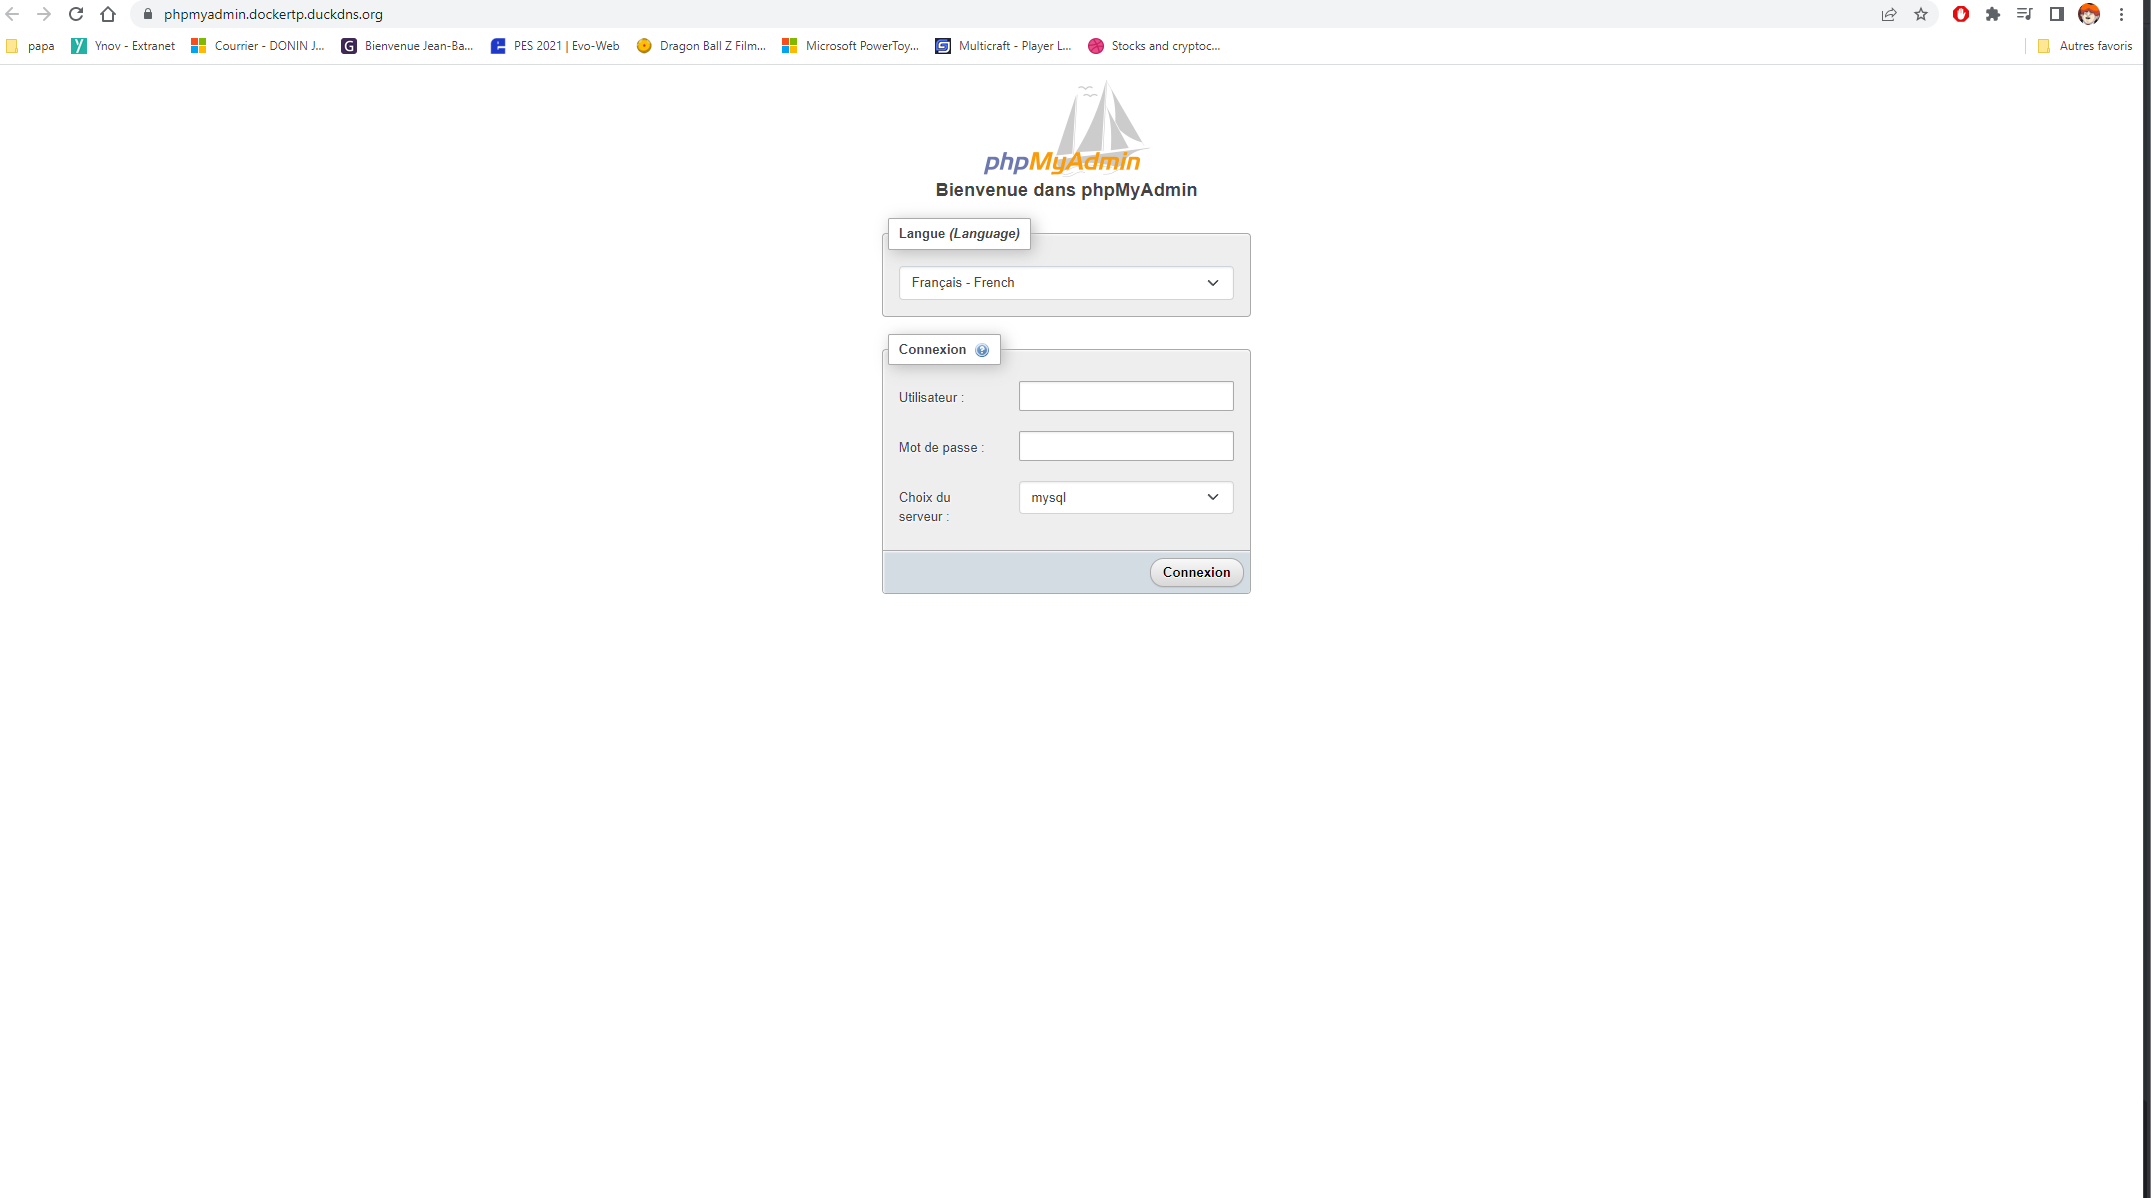 phpmyadmin.dockertp.duckdns.org
papa
Ynov - Extranet
Courrier - DONIN J...
Bienvenue Jean-Ba...
PES 2021 | Evo-Web
Dragon Ball Z Film...
Microsoft PowerToy...
Multicraft - Player L...
Stocks and cryptoc...
Autres favoris
phpMyAdmin
Bienvenue dans phpMyAdmin
Langue (Language)
Français - French
Connexion
Utilisateur :
Mot de passe :
Choix du
serveur :
mysql
Connexion